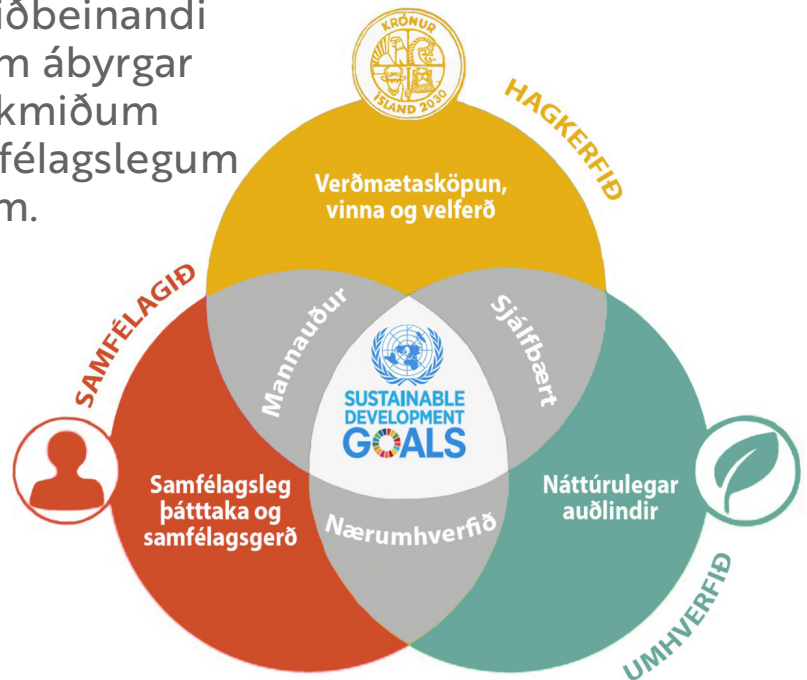 iðbeinandi
m ábyrgar
kmiðum
félagslegum
m.
KRÓNUR
ÍSLAND 2030
HAGKERFIÐ
Verðmætasköpun,
vinna og velferð
SAMFÉLAGIÐ
Mannauður
Sjálfbært
SUSTAINABLE
DEVELOPMENT
GOALS
Samfélagsleg
þátttaka og
samfélagsgerð
Nærumhverfið
Náttúrulegar
auðlindir
UMHVERFIÐ